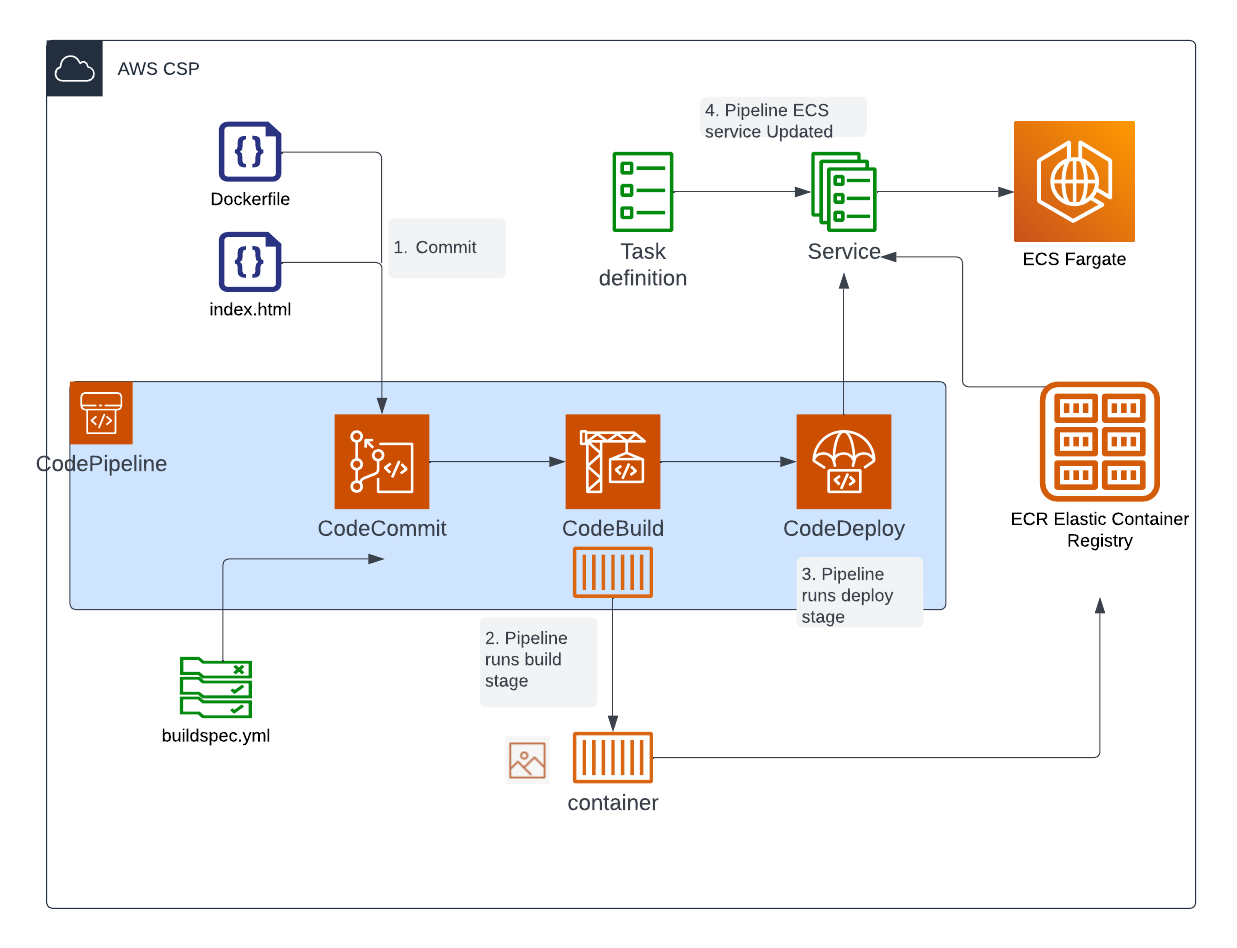 AWS CSP
4. Pipeline ECS
service Updated
Dockerfile
1. Commit
index.html
Task
definition
Service
ECS Fargate
CodePipeline
CodeCommit
CodeBuild
CodeDeploy
ECR Elastic Container
Registry
3. Pipeline
runs deploy
stage
2. Pipeline
runs build
stage
buildspec.yml
container